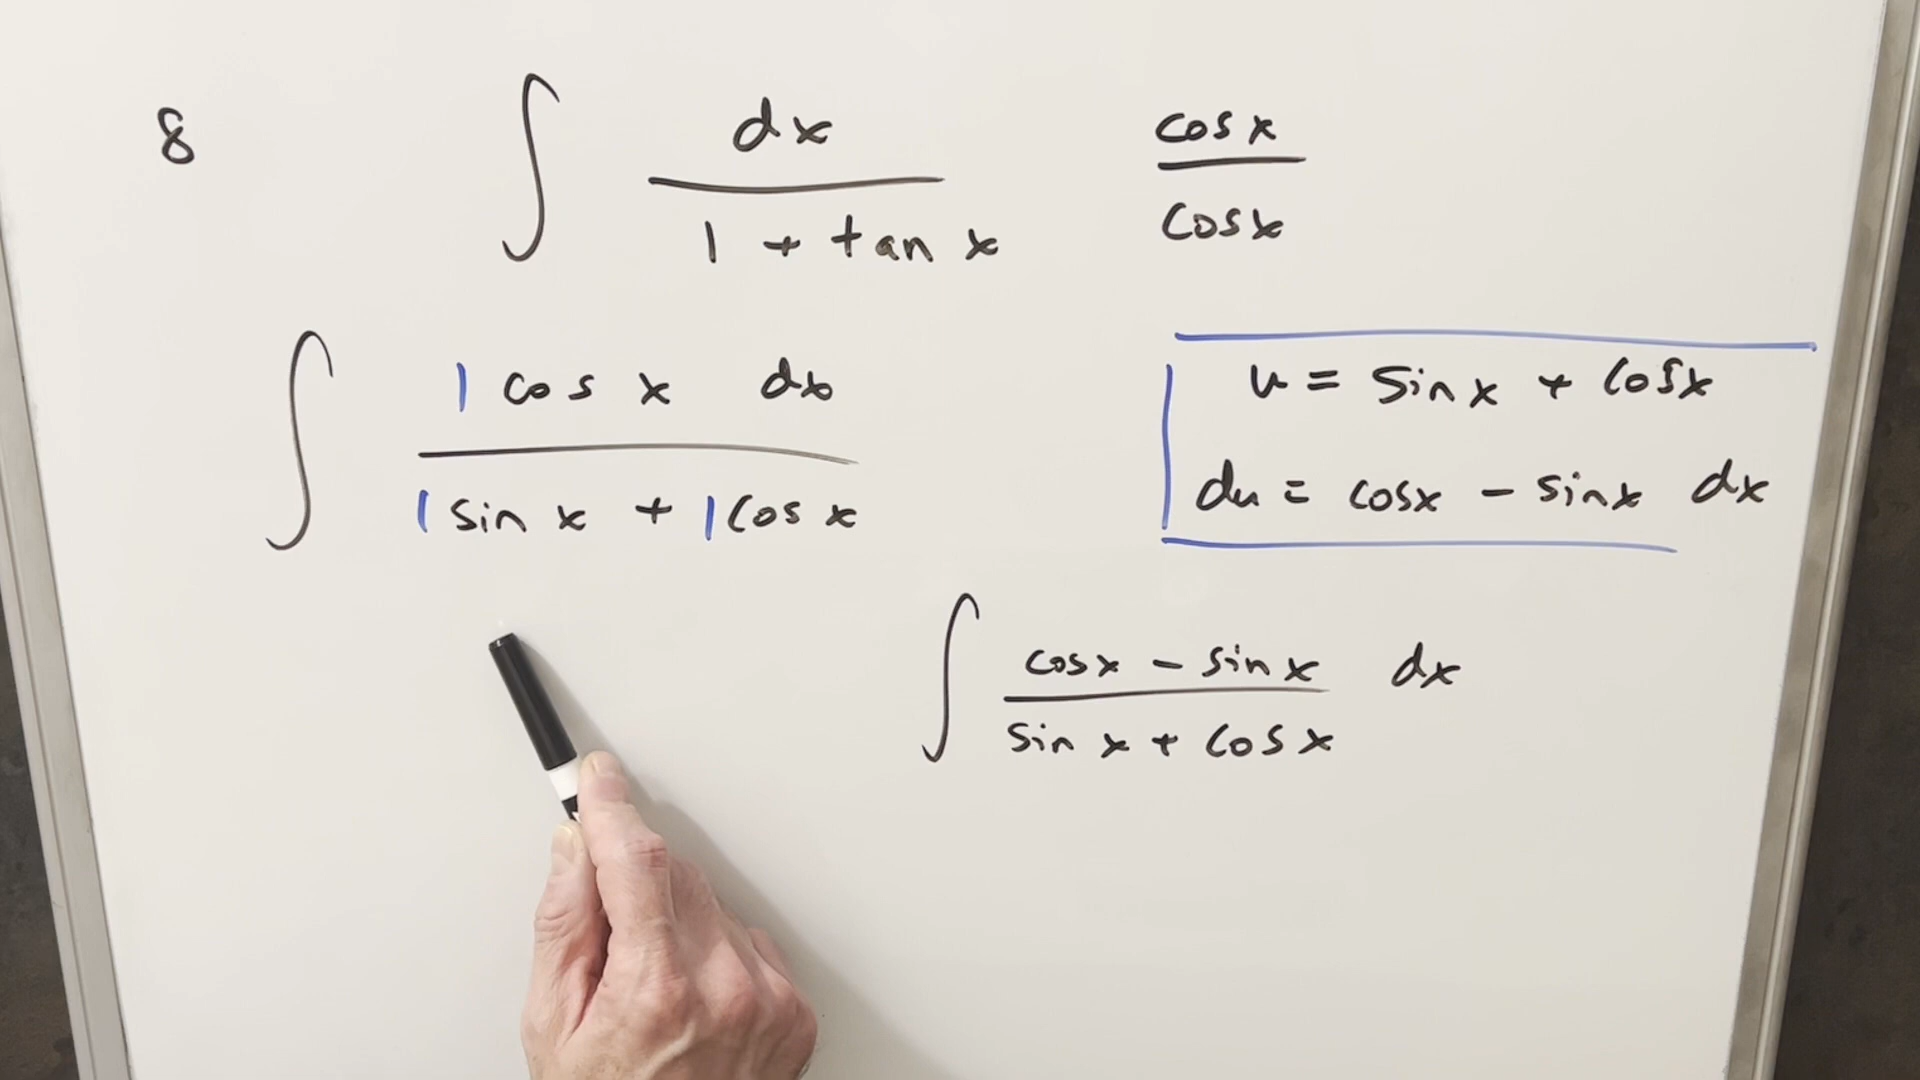 8 ∫ dx / (1 + tan x) cos x / cos x
∫ 1 cos x dx / (1 sin x + 1 cos x)
u = sin x + cos x
du = cos x - sin x dx
∫ (cos x - sin x) / (sin x + cos x) dx